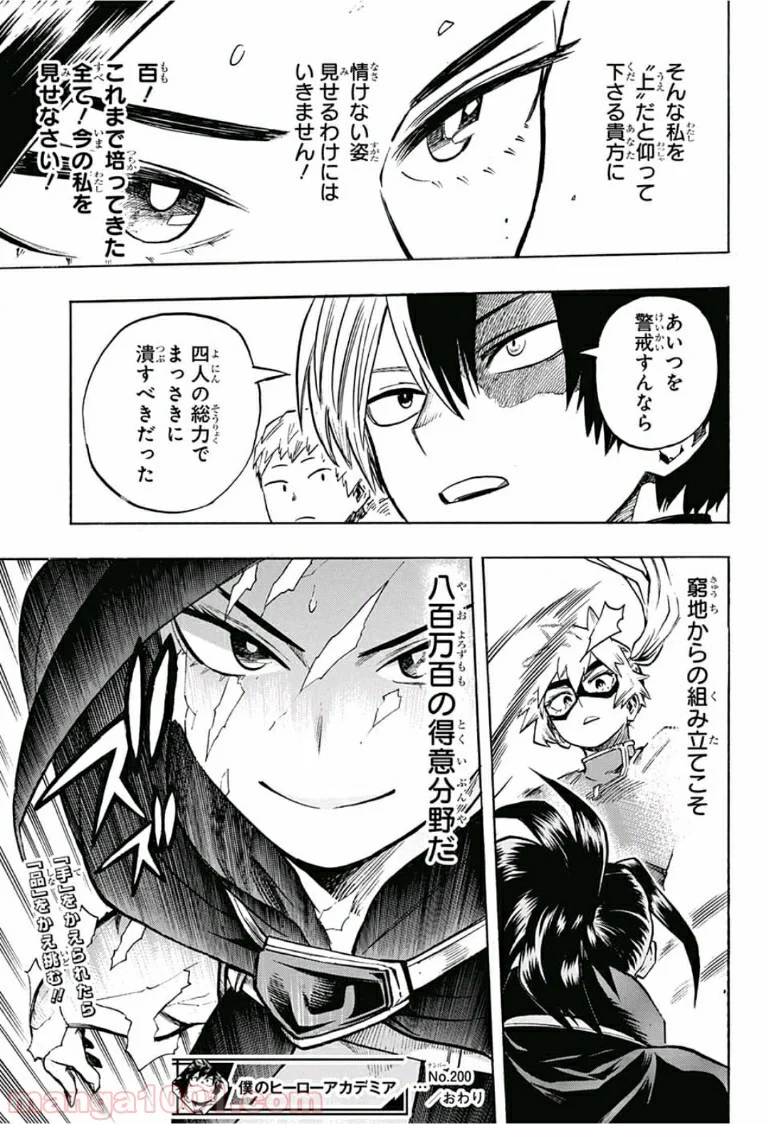 そんな私を
〝上〟だと仰って
下さる貴方に
情けない姿
見せるわけには
いきません!
百!
これまで培ってきた
全て!今の私を
見せなさい!
あいつを
警戒すんなら
四人の総力で
まっさきに
潰すべきだった
窮地からの組み立てこそ
八百万百の得意分野だ
『手』をかえられたら
『品』をかえ挑む!!
僕のヒーローアカデミア
…
No.200
/おわり